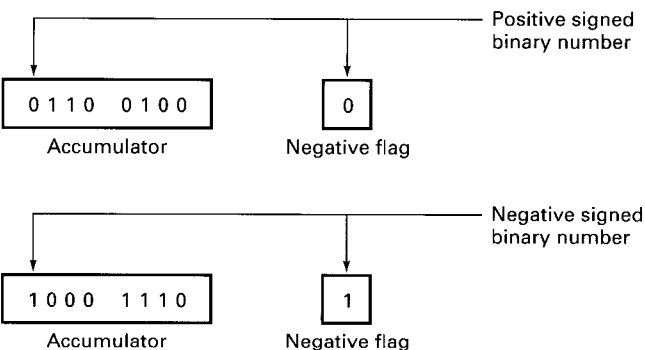 Positive signed
binary number
0110 0100
0
Accumulator
Negative flag
Negative signed
binary number
1000 1110
1
Accumulator
Negative flag